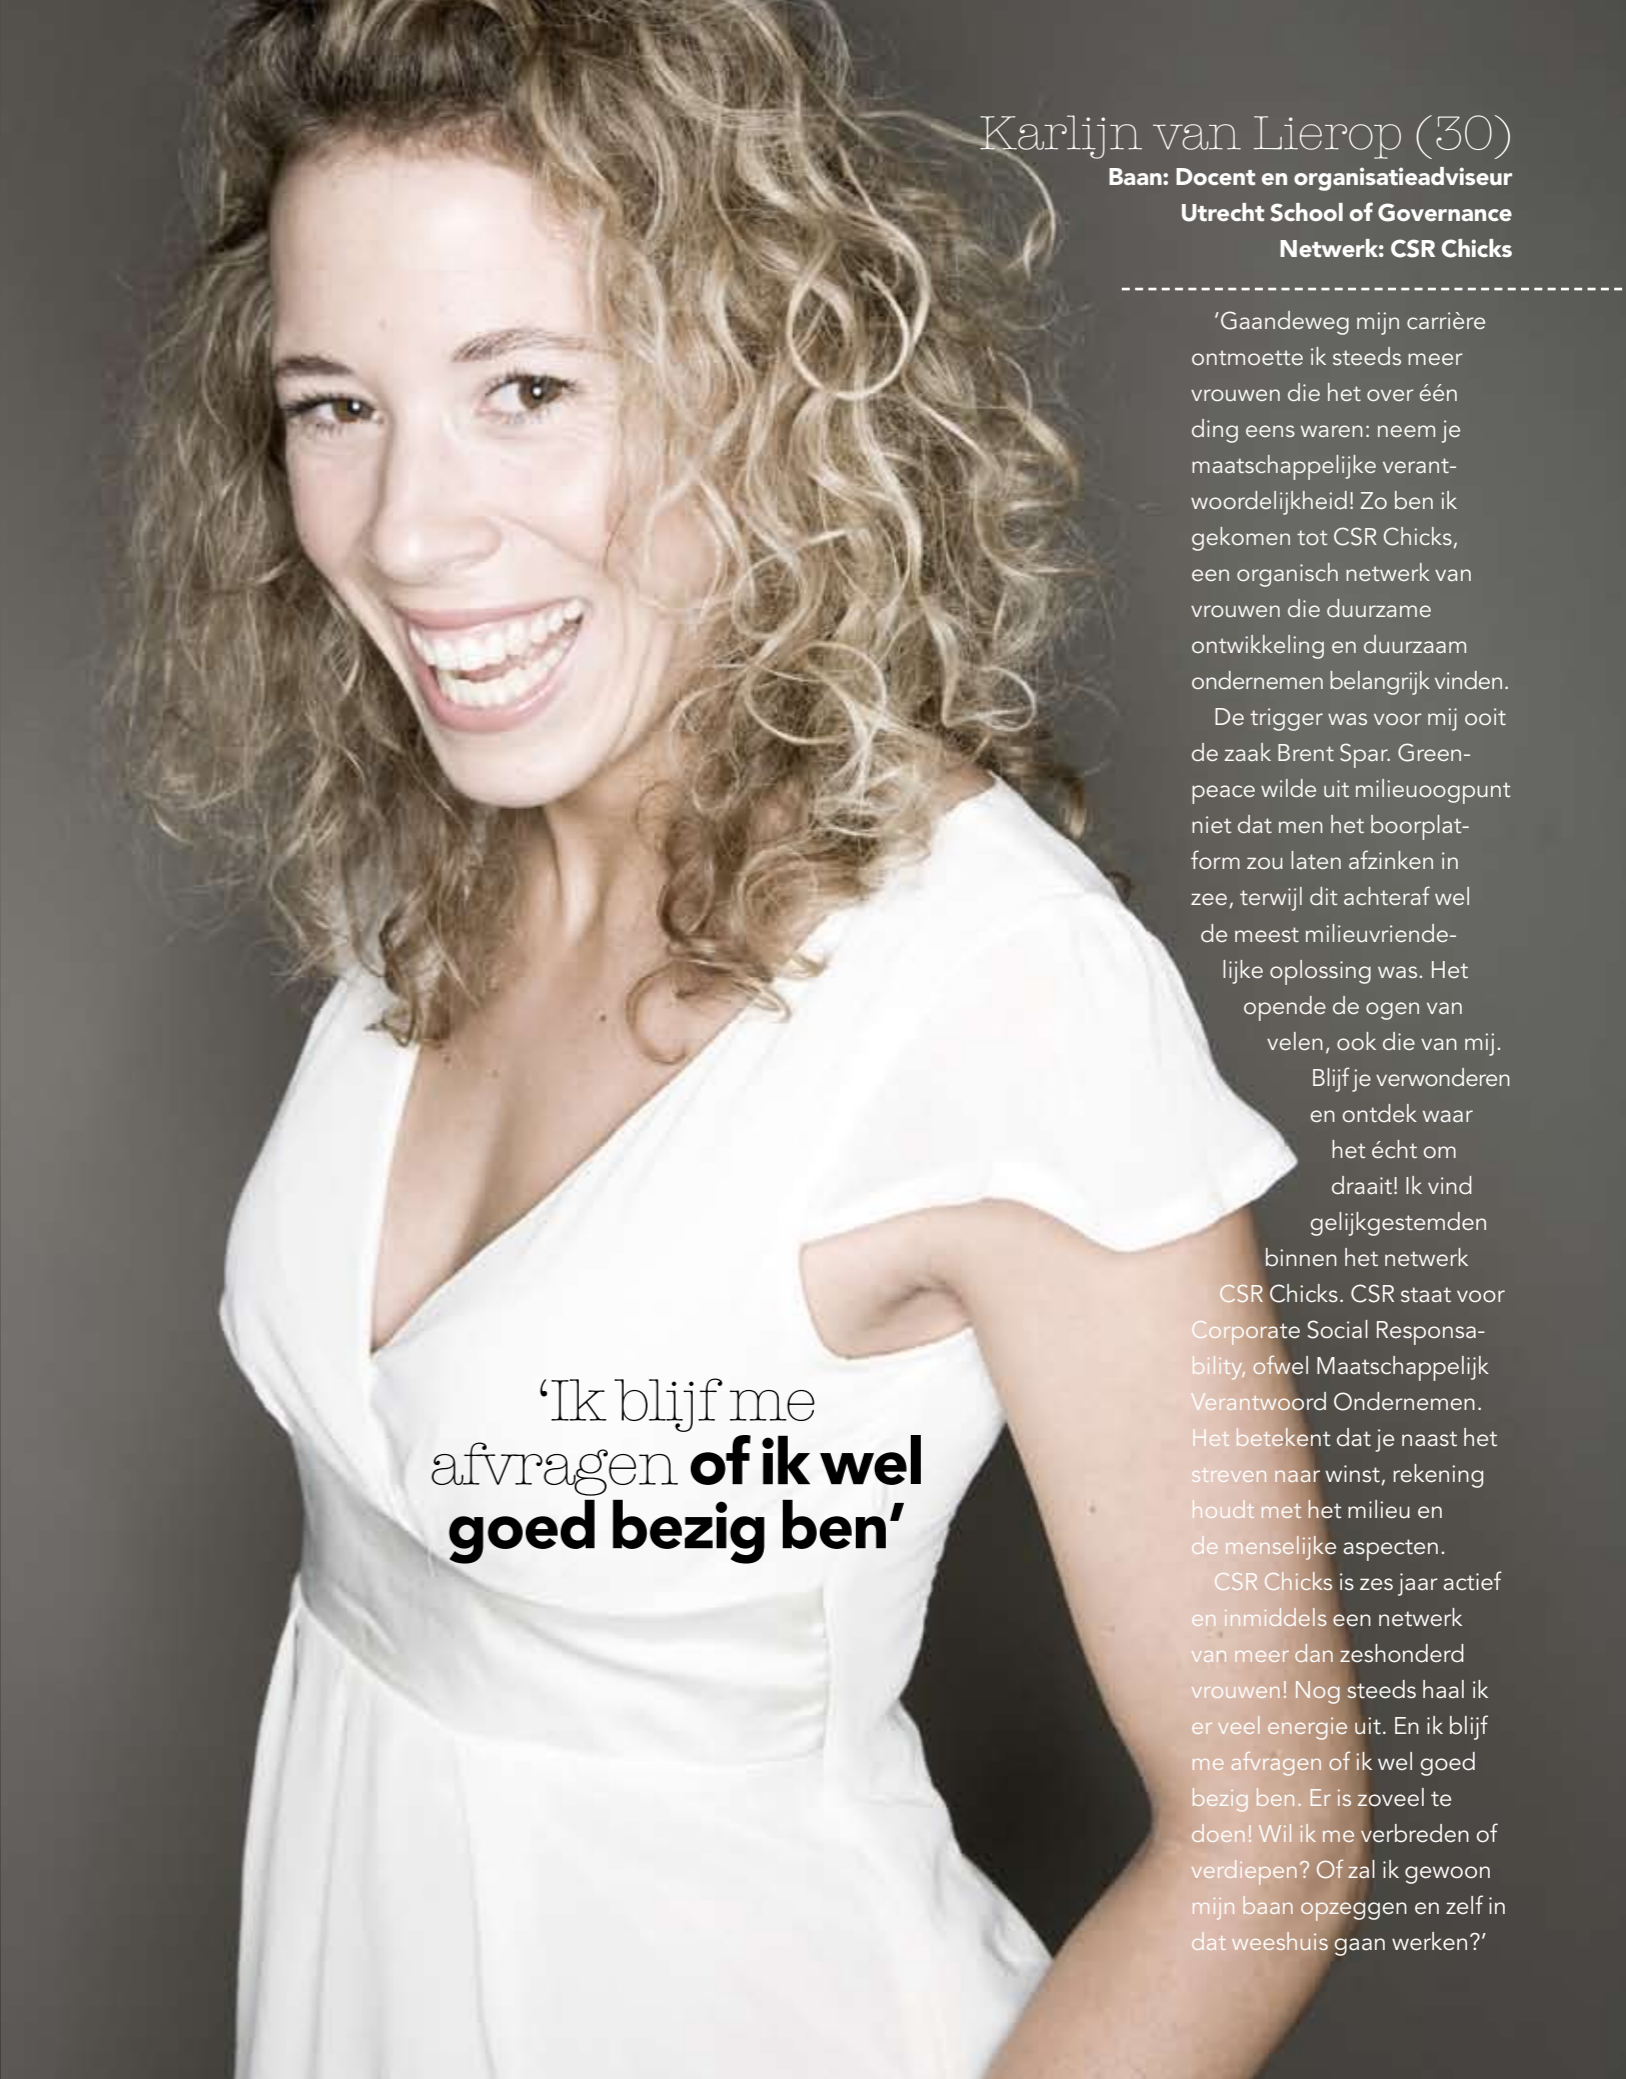 Karlijn van Lierop (30)
Baan: Docent en organisatieadviseur
Utrecht School of Governance
Netwerk: CSR Chicks
'Gaandeweg mijn carrière
ontmoette ik steeds meer
vrouwen die het over één
ding eens waren: neem je
maatschappelijke verant-
woordelijkheid! Zo ben ik
gekomen tot CSR Chicks,
een organisch netwerk van
vrouwen die duurzame
ontwikkeling en duurzaam
ondernemen belangrijk vinden.
De trigger was voor mij ooit
de zaak Brent Spar. Green-
peace wilde uit milieuoogpunt
niet dat men het boorplat-
form zou laten afzinken in
zee, terwijl dit achteraf wel
de meest milieuvriende-
lijke oplossing was. Het
opende de ogen van
velen, ook die van mij.
Blijf je verwonderen
en ontdek waar
het écht om
draait! Ik vind
gelijkgestemden
binnen het netwerk
CSR Chicks. CSR staat voor
Corporate Social Responsa-
bility, ofwel Maatschappelijk
Verantwoord Ondernemen.
Het betekent dat je naast het
streven naar winst, rekening
houdt met het milieu en
de menselijke aspecten.
CSR Chicks is zes jaar actief
en inmiddels een netwerk
van meer dan zeshonderd
vrouwen! Nog steeds haal ik
er veel energie uit. En ik blijf
me afvragen of ik wel goed
bezig ben. Er is zoveel te
doen! Wil ik me verbreden of
verdiepen? Of zal ik gewoon
mijn baan opzeggen en zelf in
dat weeshuis gaan werken?'
'Ik blijf me
afvragen of ik wel
goed bezig ben'